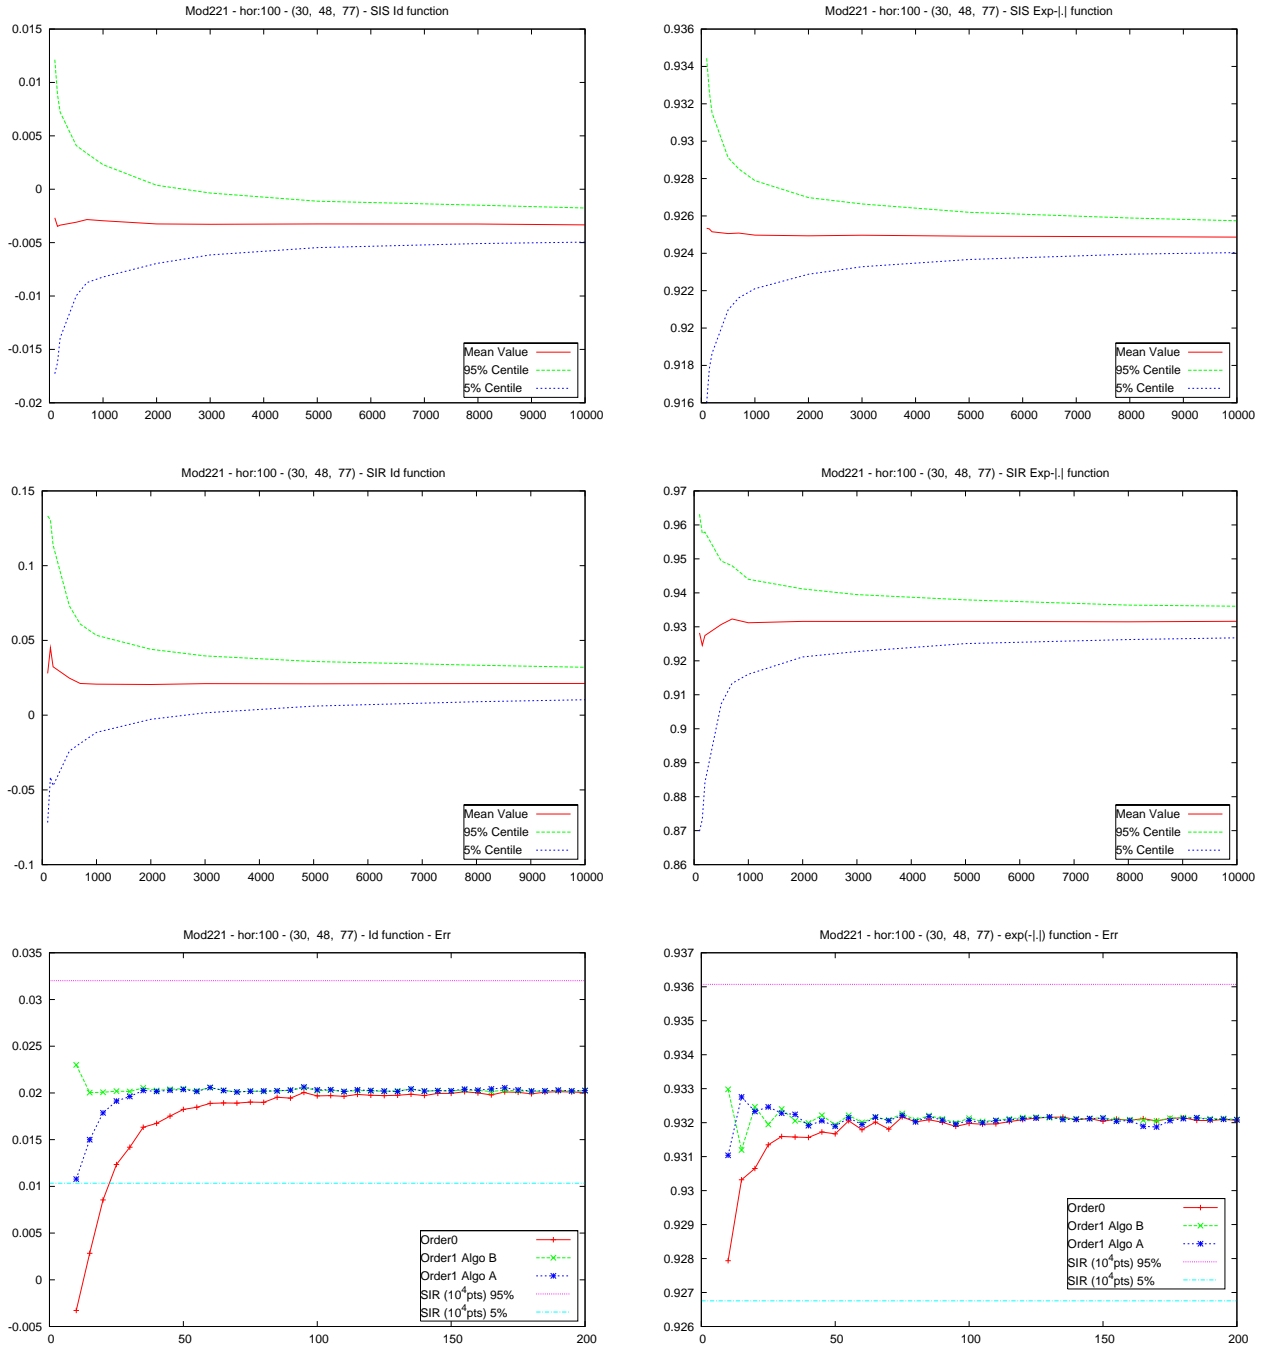 Mod221 - hor:100 - (30, 48, 77) - SIS Id function
0.015
0.01
0.005
0
-0.005
-0.01
-0.015
-0.02
Mean Value
95% Centile
5% Centile
0 1000 2000 3000 4000 5000 6000 7000 8000 9000 10000
Mod221 - hor:100 - (30, 48, 77) - SIS Exp-|.| function
0.936
0.934
0.932
0.93
0.928
0.926
0.924
0.922
0.92
0.918
0.916
Mean Value
95% Centile
5% Centile
0 1000 2000 3000 4000 5000 6000 7000 8000 9000 10000
Mod221 - hor:100 - (30, 48, 77) - SIR Id function
0.15
0.1
0.05
0
-0.05
-0.1
Mean Value
95% Centile
5% Centile
0 1000 2000 3000 4000 5000 6000 7000 8000 9000 10000
Mod221 - hor:100 - (30, 48, 77) - SIR Exp-|.| function
0.97
0.96
0.95
0.94
0.93
0.92
0.91
0.9
0.89
0.88
0.87
0.86
Mean Value
95% Centile
5% Centile
0 1000 2000 3000 4000 5000 6000 7000 8000 9000 10000
Mod221 - hor:100 - (30, 48, 77) - Id function - Err
0.035
0.03
0.025
0.02
0.015
0.01
0.005
0
-0.005
Order0
Order1 Algo B
Order1 Algo A
SIR (10^4pts) 95%
SIR (10^4pts) 5%
0 50 100 150 200
Mod221 - hor:100 - (30, 48, 77) - exp(-|.|) function - Err
0.937
0.936
0.935
0.934
0.933
0.932
0.931
0.93
0.929
0.928
0.927
0.926
Order0
Order1 Algo B
Order1 Algo A
SIR (10^4pts) 95%
SIR (10^4pts) 5%
0 50 100 150 200